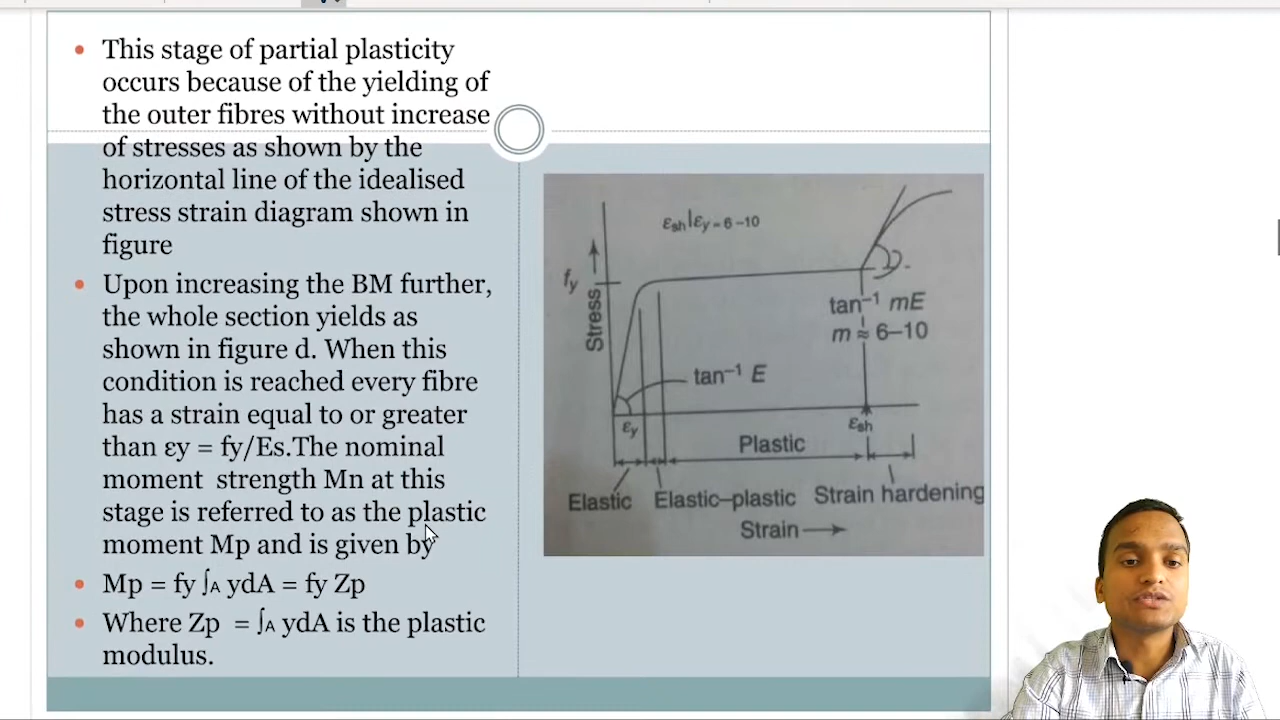 This stage of partial plasticity
occurs because of the yielding of
the outer fibres without increase
of stresses as shown by the
horizontal line of the idealised
stress strain diagram shown in
figure
Upon increasing the BM further,
the whole section yields as
shown in figure d. When this
condition is reached every fibre
has a strain equal to or greater
than εy = fy/Es.The nominal
moment strength Mn at this
stage is referred to as the plastic
moment Mp and is given by
Mp = fy ∫A ydA = fy Zp
Where Zp = ∫A ydA is the plastic
modulus.
εsh|εy = 6–10
fy
Stress
tan⁻¹ mE
m ≈ 6–10
tan⁻¹ E
εy
εsh
Plastic
Elastic Elastic–plastic Strain hardening
Strain